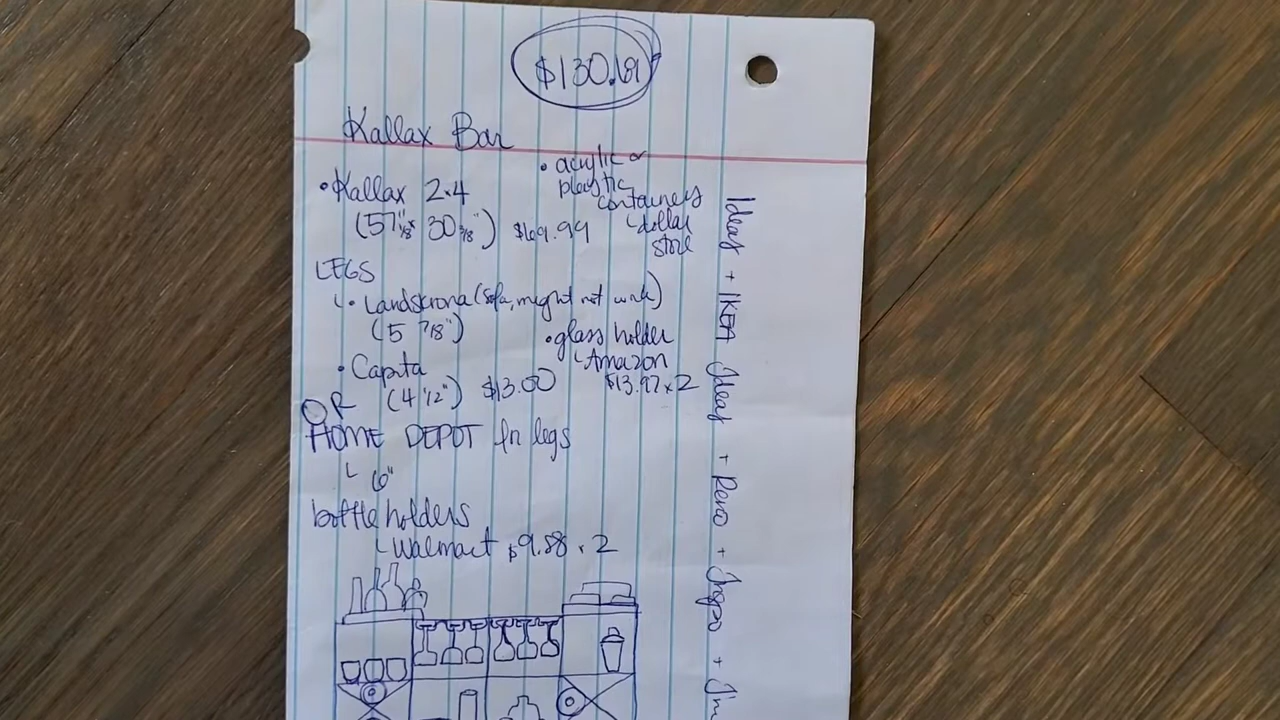 $130.69
Kallax Bar
• Kallax 2x4
(57 7/8" x 30 3/8") $69.99
• acrylic or
plastic
containers
dollar
store
LEGS
• Landskrona (sofa, might not work)
(5 7/8")
• Capita
(4 1/2") $13.00
• glass holder
Amazon
$13.97 x 2
OR
HOME DEPOT for legs
6"
bottle holders
Walmart $9.88 x 2
Ideas + IKEA Ideas + Reno + Inspo +